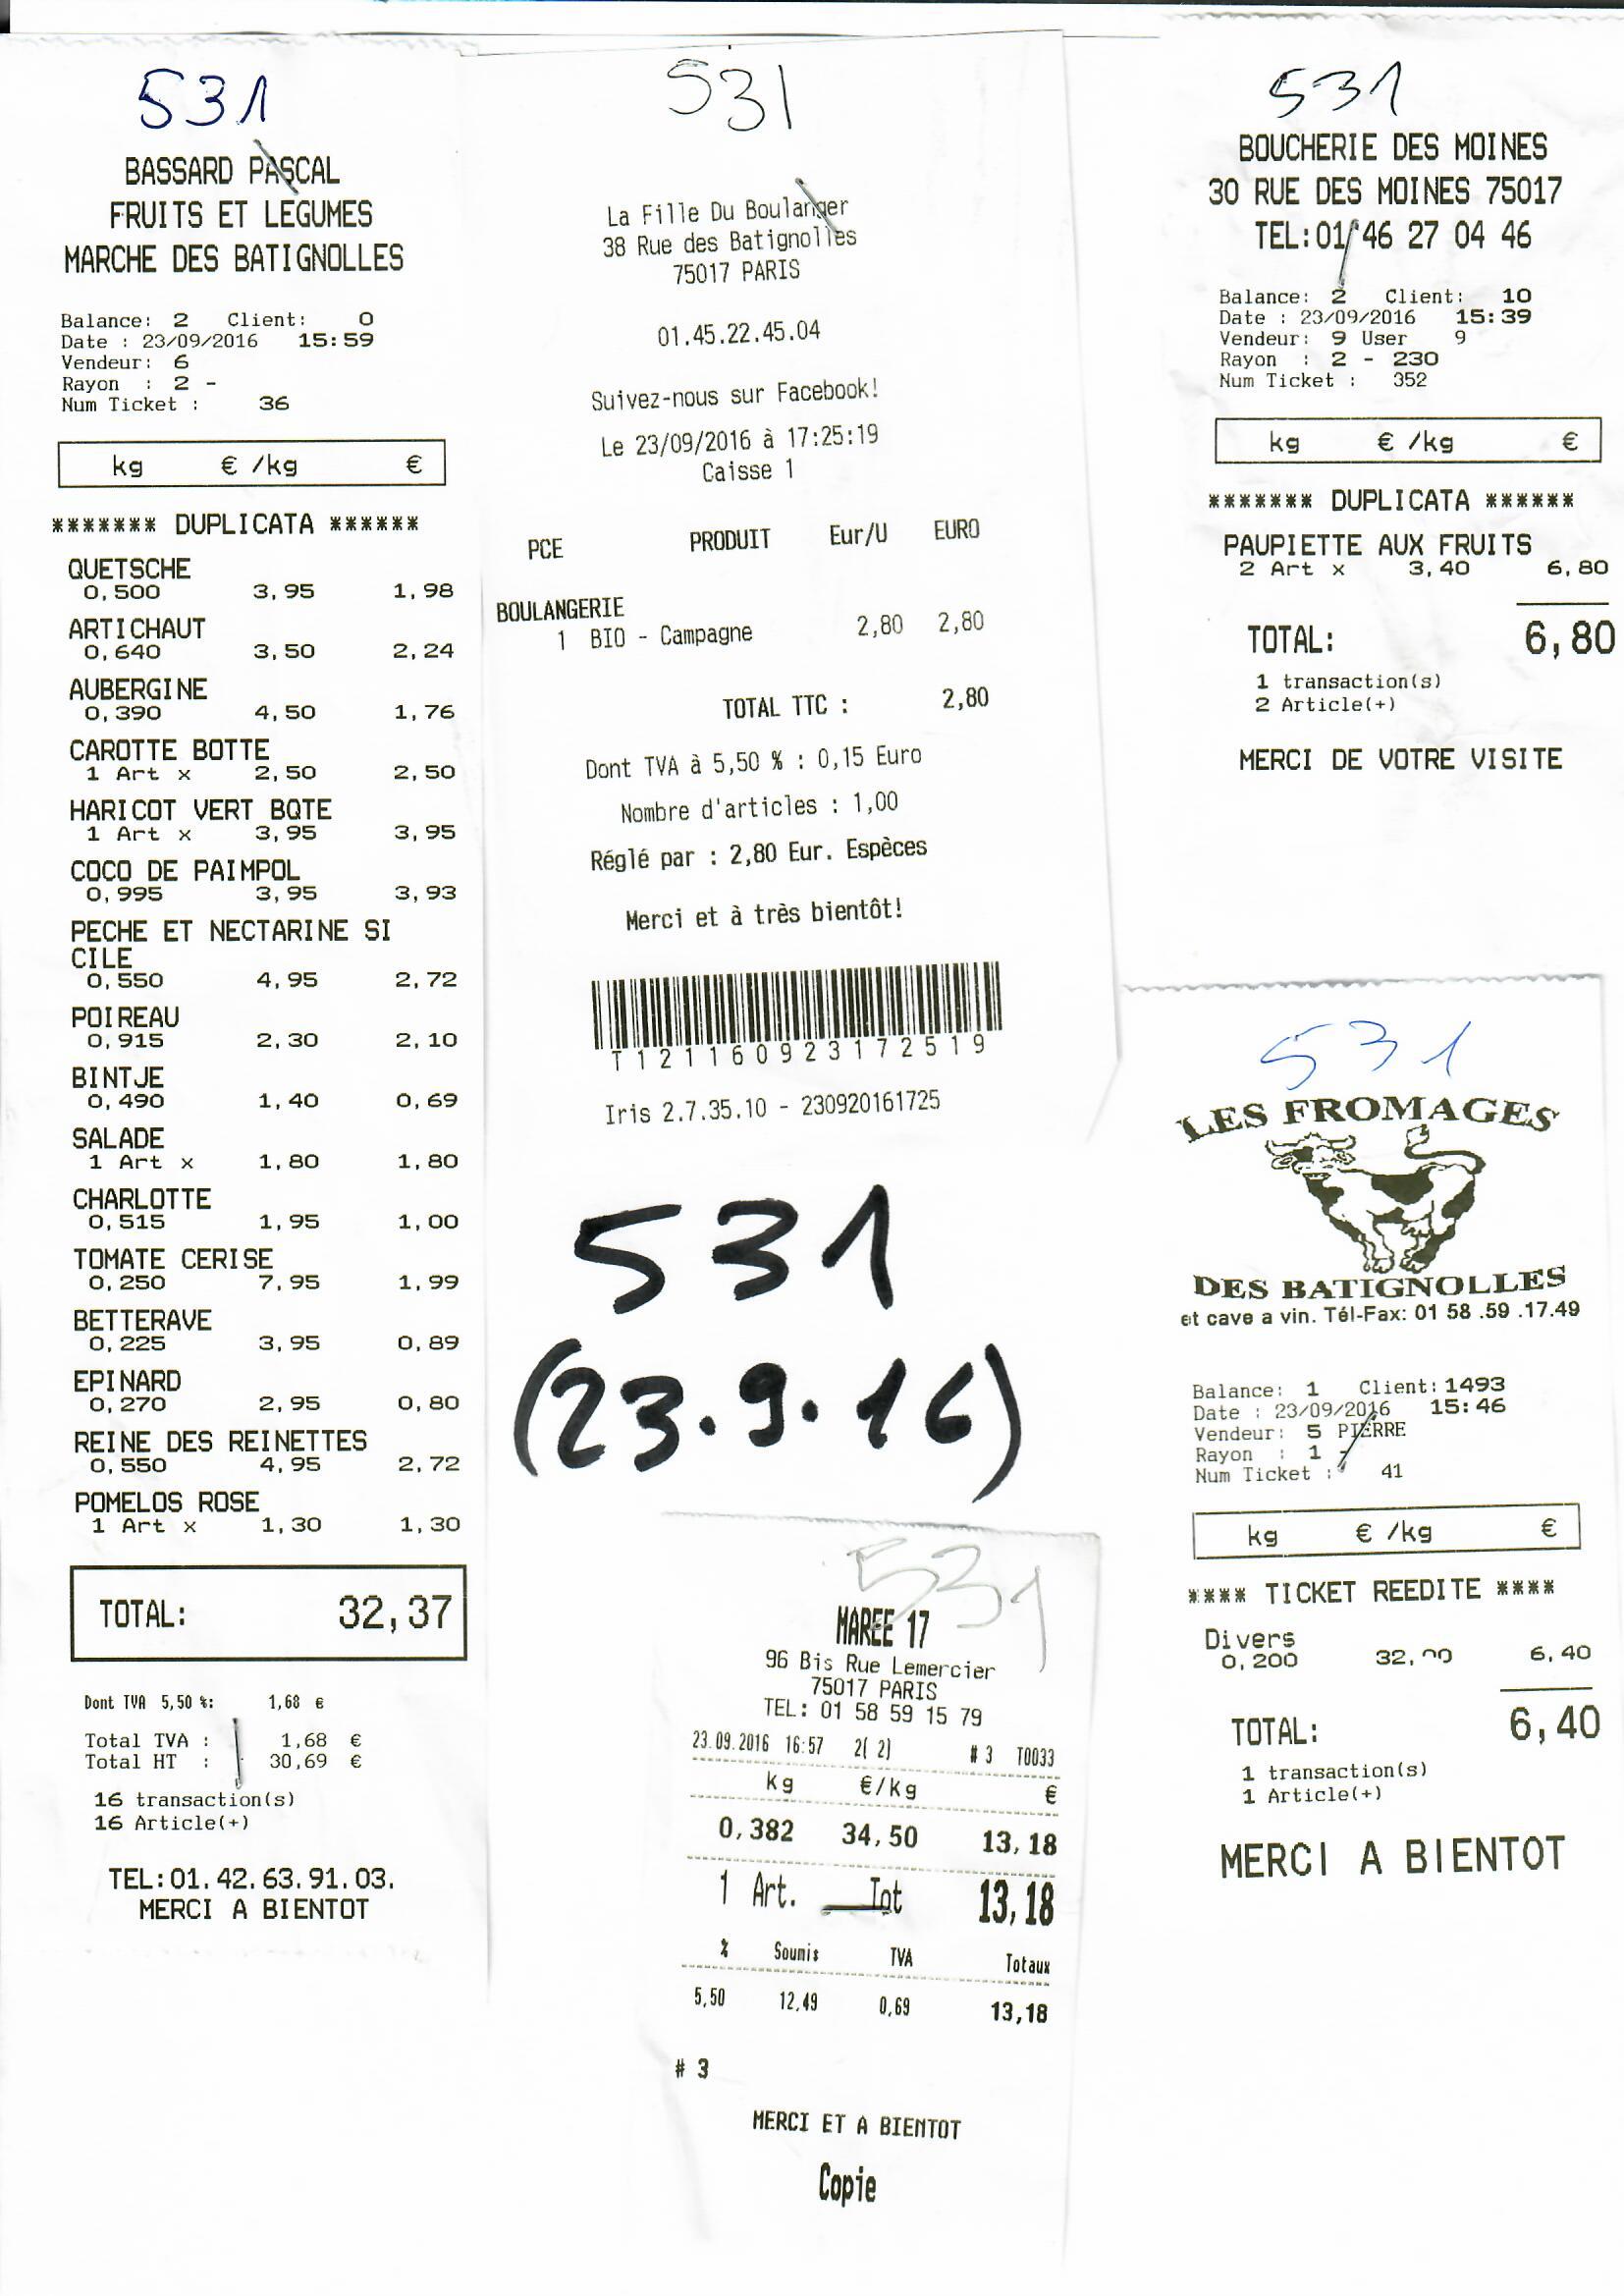 531
BASSARD PASCAL
FRUITS ET LEGUMES
MARCHE DES BATIGNOLLES
Balance: 2 Client: 0
Date : 23/09/2016 15:59
Vendeur: 6
Rayon : 2 -
Num Ticket : 36
kg € /kg €
******* DUPLICATA ******
QUETSCHE
0,500 3,95 1,98
ARTICHAUT
0,640 3,50 2,24
AUBERGINE
0,390 4,50 1,76
CAROTTE BOTTE
1 Art x 2,50 2,50
HARICOT VERT BQTE
1 Art x 3,95 3,95
COCO DE PAIMPOL
0,995 3,95 3,93
PECHE ET NECTARINE SI
CILE
0,550 4,95 2,72
POIREAU
0,915 2,30 2,10
BINTJE
0,490 1,40 0,69
SALADE
1 Art x 1,80 1,80
CHARLOTTE
0,515 1,95 1,00
TOMATE CERISE
0,250 7,95 1,99
BETTERAVE
0,225 3,95 0,89
EPINARD
0,270 2,95 0,80
REINE DES REINETTES
0,550 4,95 2,72
POMELOS ROSE
1 Art x 1,30 1,30
TOTAL: 32,37
Dont TVA 5,50 %: 1,68 €
Total TVA : 1,68 €
Total HT : 30,69 €
16 transaction(s)
16 Article(+)
TEL:01.42.63.91.03.
MERCI A BIENTOT
531
La Fille Du Boulanger
38 Rue des Batignolles
75017 PARIS
01.45.22.45.04
Suivez-nous sur Facebook!
Le 23/09/2016 à 17:25:19
Caisse 1
PCE PRODUIT Eur/U EURO
BOULANGERIE
1 BIO - Campagne 2,80 2,80
TOTAL TTC : 2,80
Dont TVA à 5,50 % : 0,15 Euro
Nombre d'articles : 1,00
Réglé par : 2,80 Eur. Espèces
Merci et à très bientôt!
T121160923172519
Iris 2.7.35.10 - 230920161725
531
(23.9.16)
531
MAREE 17
96 Bis Rue Lemercier
75017 PARIS
TEL: 01 58 59 15 79
23.09.2016 16:57 2( 2) # 3 T0033
kg €/Kg €
0,382 34,50 13,18
1 Art. Tot 13,18
% Soumis TVA Totaux
5,50 12,49 0,69 13,18
# 3
MERCI ET A BIENTOT
Copie
531
BOUCHERIE DES MOINES
30 RUE DES MOINES 75017
TEL:01 46 27 04 46
Balance: 2 Client: 10
Date : 23/09/2016 15:39
Vendeur: 9 User 9
Rayon : 2 - 230
Num Ticket : 352
kg € /kg €
******* DUPLICATA ******
PAUPIETTE AUX FRUITS
2 Art x 3,40 6,80
TOTAL: 6,80
1 transaction(s)
2 Article(+)
MERCI DE VOTRE VISITE
531
LES FROMAGES
DES BATIGNOLLES
et cave a vin. Tél-Fax: 01 58 .59 .17.49
Balance: 1 Client: 1493
Date : 23/09/2016 15:46
Vendeur: 5 PIERRE
Rayon : 1 -
Num Ticket : 41
kg € /kg €
**** TICKET REEDITE ****
Divers
0,200 6,40
TOTAL: 6,40
1 transaction(s)
1 Article(+)
MERCI A BIENTOT